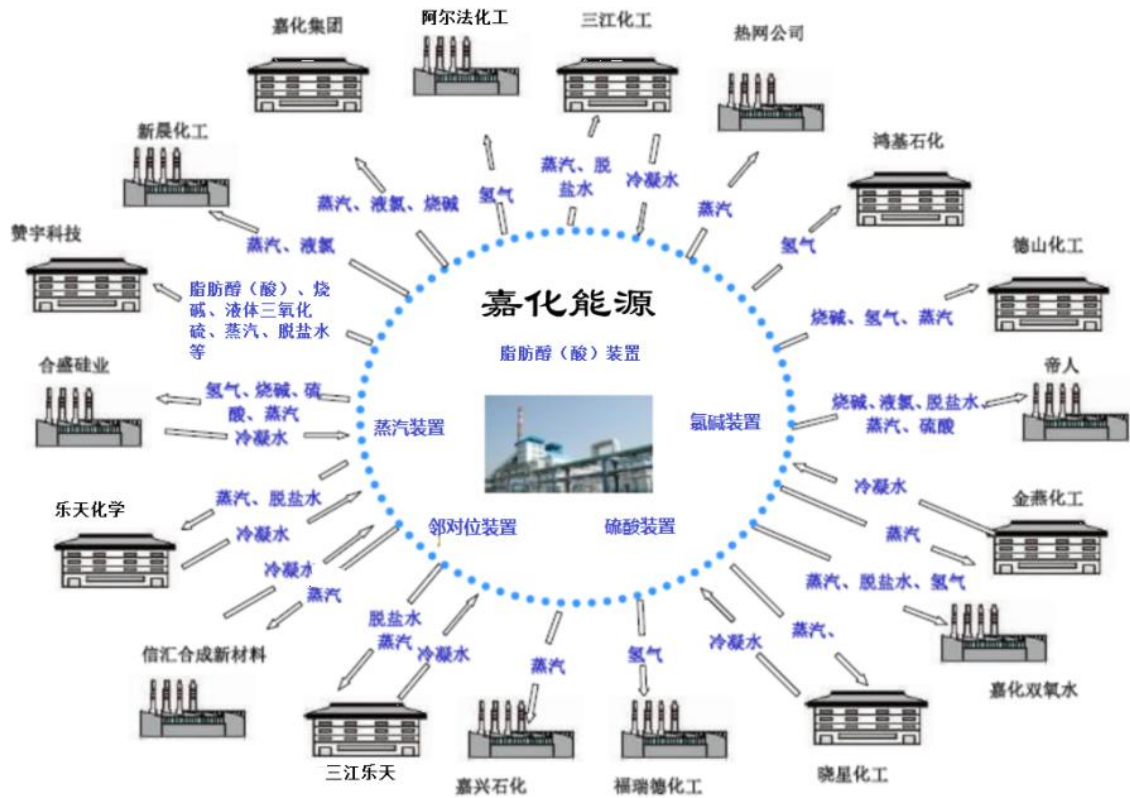 嘉化集团
阿尔法化工
三江化工
热网公司
新晨化工
鸿基石化
蒸汽、脱
盐水
冷凝水
蒸汽、液氯、烧碱
氢气
蒸汽
赞宇科技
蒸汽、液氯
氢气
德山化工
脂肪醇（酸）、烧
碱、液体三氧化
硫、蒸汽、脱盐水
等
嘉化能源
烧碱、氢气、蒸汽
脂肪醇（酸）装置
合盛硅业
帝人
氢气、烧碱、硫
酸、蒸汽
冷凝水
蒸汽装置
氯碱装置
烧碱、液氯、脱盐水、
蒸汽、硫酸
乐天化学
蒸汽、脱盐水
冷凝水
冷凝水
金燕化工
邻对位装置
硫酸装置
蒸汽
冷凝水
蒸汽
蒸汽、脱盐水、氢气
脱盐水
蒸汽
冷凝水
蒸汽
氢气
冷凝水
蒸汽、
信汇合成新材料
嘉化双氧水
三江乐天
嘉兴石化
福瑞德化工
晓星化工